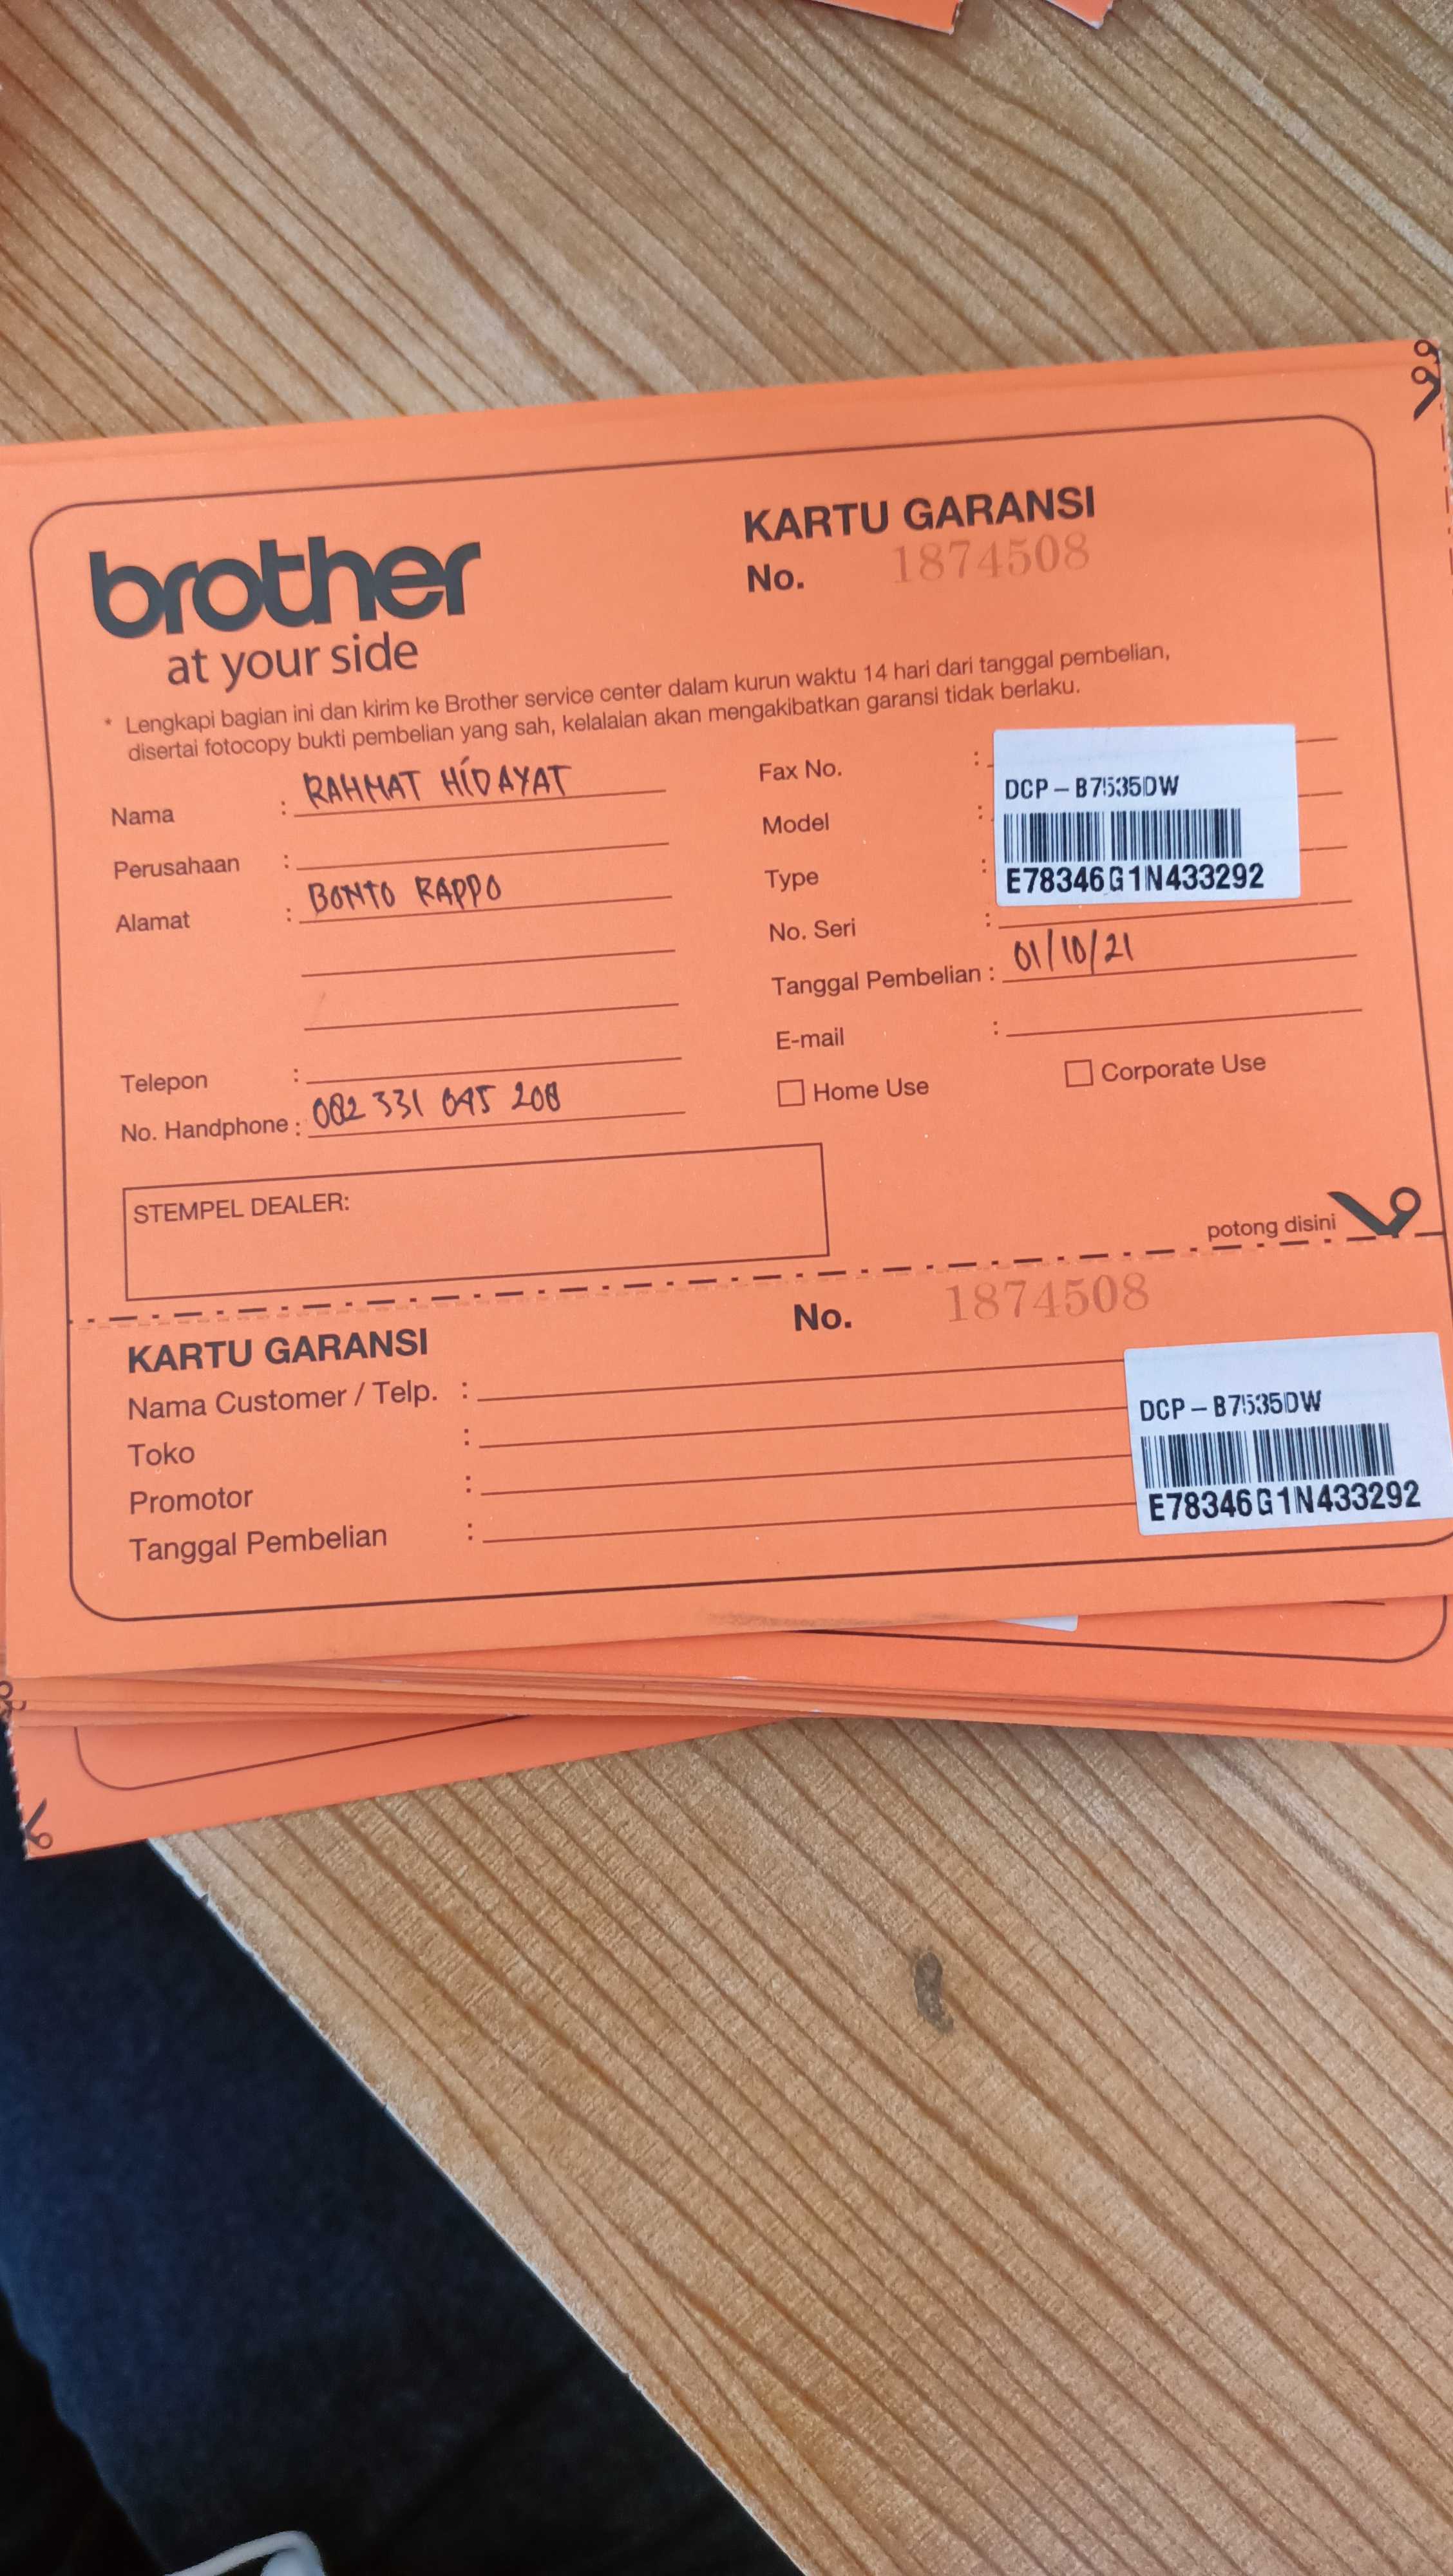 brother
at your side
KARTU GARANSI
No. 1874508
* Lengkapi bagian ini dan kirim ke Brother service center dalam kurun waktu 14 hari dari tanggal pembelian,
disertai fotocopy bukti pembelian yang sah, kelalaian akan mengakibatkan garansi tidak berlaku.
Nama : RAHMAT HIDAYAT
Perusahaan :
Alamat : BONTO RAPPO
Telepon :
No. Handphone : 082 331 045 208
Fax No. :
Model :
Type :
DCP-B7535DW
E78346G1N433292
No. Seri :
Tanggal Pembelian : 01/10/21
E-mail :
Home Use
Corporate Use
STEMPEL DEALER:
potong disini
KARTU GARANSI
No. 1874508
Nama Customer / Telp. :
Toko :
Promotor :
Tanggal Pembelian :
DCP-B7535DW
E78346G1N433292